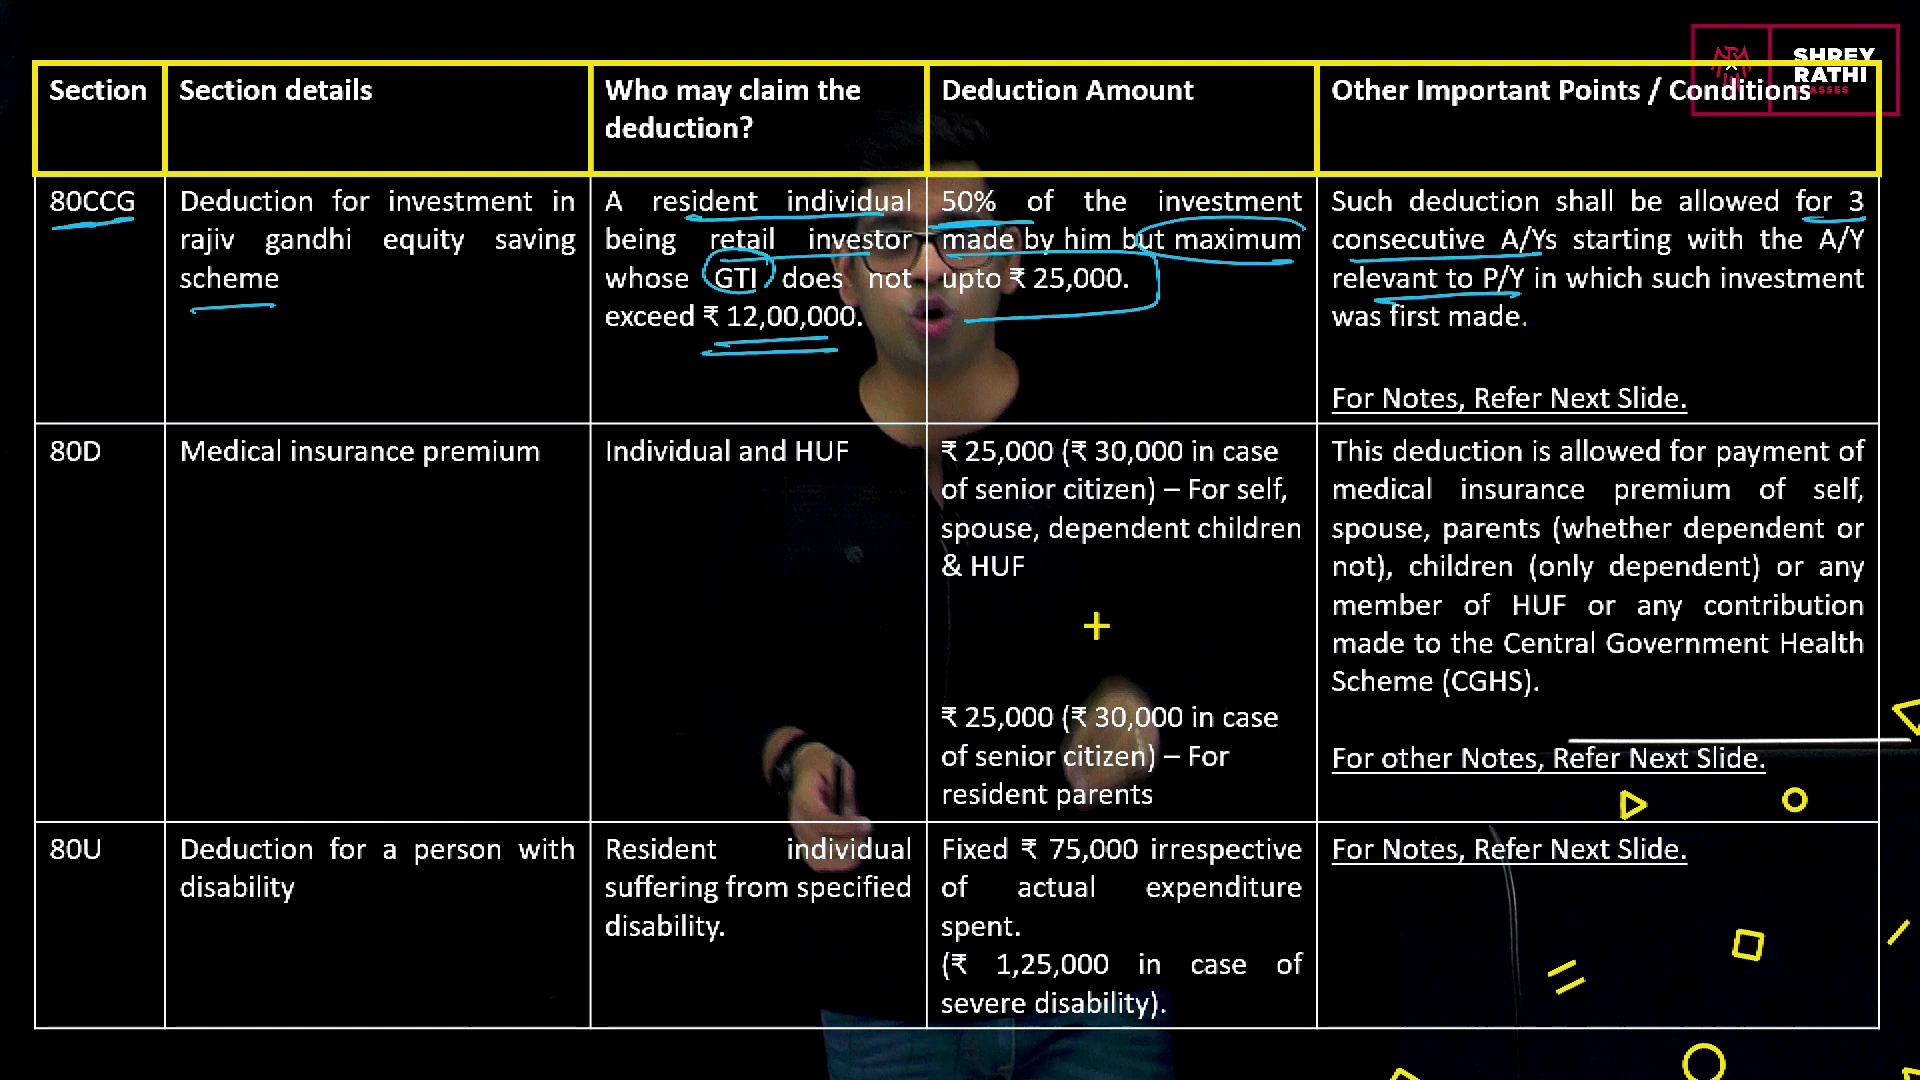 SHREY
RATHI
CLASSES
Section
Section details
Who may claim the
deduction?
Deduction Amount
Other Important Points / Conditions
80CCG
Deduction for investment in
rajiv gandhi equity saving
scheme
A resident individual
being retail investor
whose GTI does not
exceed ₹ 12,00,000.
50% of the investment
made by him but maximum
upto ₹ 25,000.
Such deduction shall be allowed for 3
consecutive A/Ys starting with the A/Y
relevant to P/Y in which such investment
was first made.
For Notes, Refer Next Slide.
80D
Medical insurance premium
Individual and HUF
₹ 25,000 (₹ 30,000 in case
of senior citizen) – For self,
spouse, dependent children
& HUF
+
₹ 25,000 (₹ 30,000 in case
of senior citizen) – For
resident parents
This deduction is allowed for payment of
medical insurance premium of self,
spouse, parents (whether dependent or
not), children (only dependent) or any
member of HUF or any contribution
made to the Central Government Health
Scheme (CGHS).
For other Notes, Refer Next Slide.
80U
Deduction for a person with
disability
Resident individual
suffering from specified
disability.
Fixed ₹ 75,000 irrespective
of actual expenditure
spent.
(₹ 1,25,000 in case of
severe disability).
For Notes, Refer Next Slide.